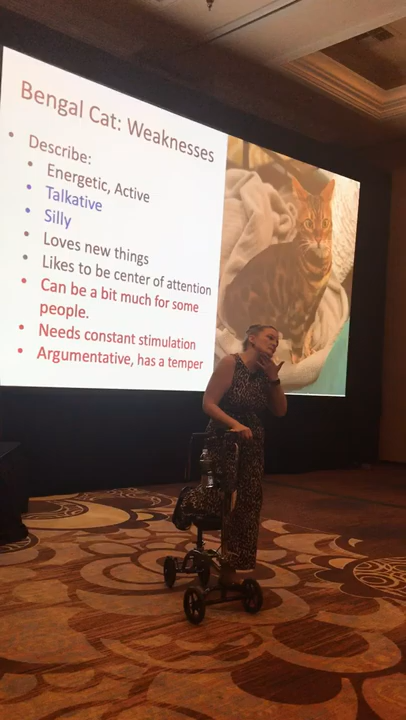 Bengal Cat: Weaknesses
• Describe:
• Energetic, Active
• Talkative
• Silly
• Loves new things
• Likes to be center of attention
• Can be a bit much for some
people.
• Needs constant stimulation
• Argumentative, has a temper